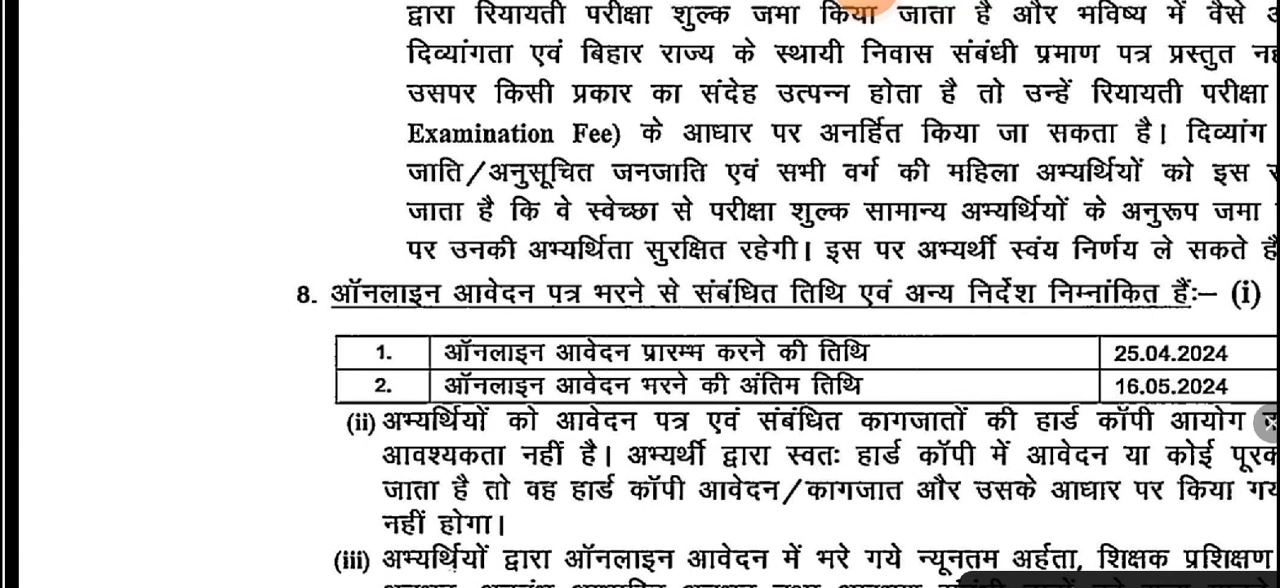 द्वारा रियायती परीक्षा शुल्क जमा किया जाता है और भविष्य में वैसे
दिव्यांगता एवं बिहार राज्य के स्थायी निवास संबंधी प्रमाण पत्र प्रस्तुत
उसपर किसी प्रकार का संदेह उत्पन्न होता है तो उन्हें रियायती परीक्षा
Examination Fee) के आधार पर अनर्हित किया जा सकता है। दिव्यांग
जाति/अनुसूचित जनजाति एवं सभी वर्ग की महिला अभ्यर्थियों को इस
जाता है कि वे स्वेच्छा से परीक्षा शुल्क सामान्य अभ्यर्थियों के अनुरूप जमा
पर उनकी अभ्यर्थिता सुरक्षित रहेगी। इस पर अभ्यर्थी स्वंय निर्णय ले सकते
8. ऑनलाइन आवेदन पत्र भरने से संबंधित तिथि एवं अन्य निर्देश निम्नांकित हैंः– (i)
1. ऑनलाइन आवेदन प्रारम्भ करने की तिथि 25.04.2024
2. ऑनलाइन आवेदन भरने की अंतिम तिथि 16.05.2024
(ii) अभ्यर्थियों को आवेदन पत्र एवं संबंधित कागजातों की हार्ड कॉपी आयोग
आवश्यकता नहीं है। अभ्यर्थी द्वारा स्वतः हार्ड कॉपी में आवेदन या कोई
जाता है तो वह हार्ड कॉपी आवेदन/कागजात और उसके आधार पर किया
नहीं होगा।
(iii) अभ्यर्थियों द्वारा ऑनलाइन आवेदन में भरे गये न्यूनतम अर्हता, शिक्षक प्रशिक्षण